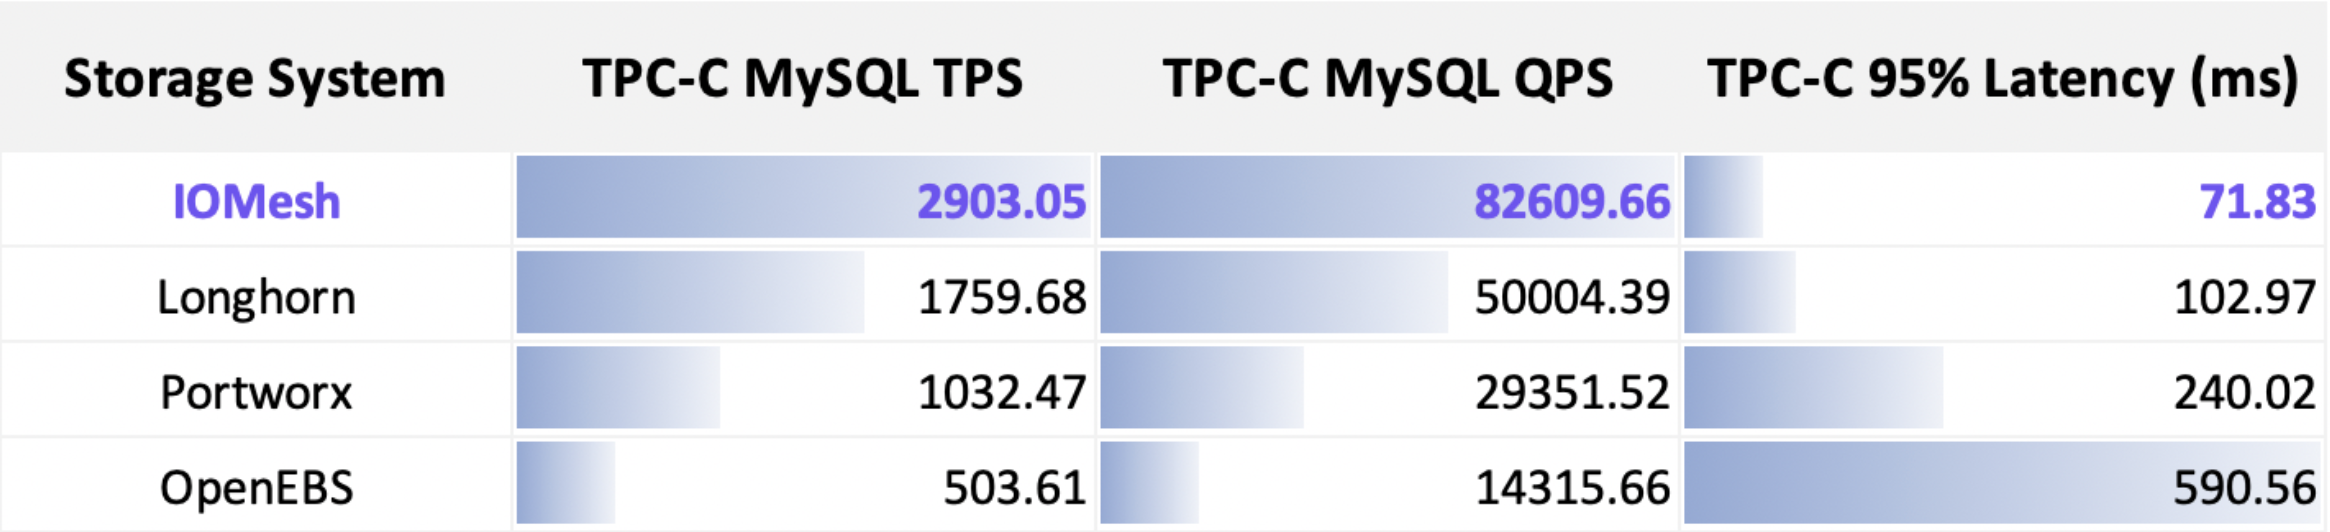 Storage System TPC-C MySQL TPS TPC-C MySQL QPS TPC-C 95% Latency (ms)
IOMesh 2903.05 82609.66 71.83
Longhorn 1759.68 50004.39 102.97
Portworx 1032.47 29351.52 240.02
OpenEBS 503.61 14315.66 590.56